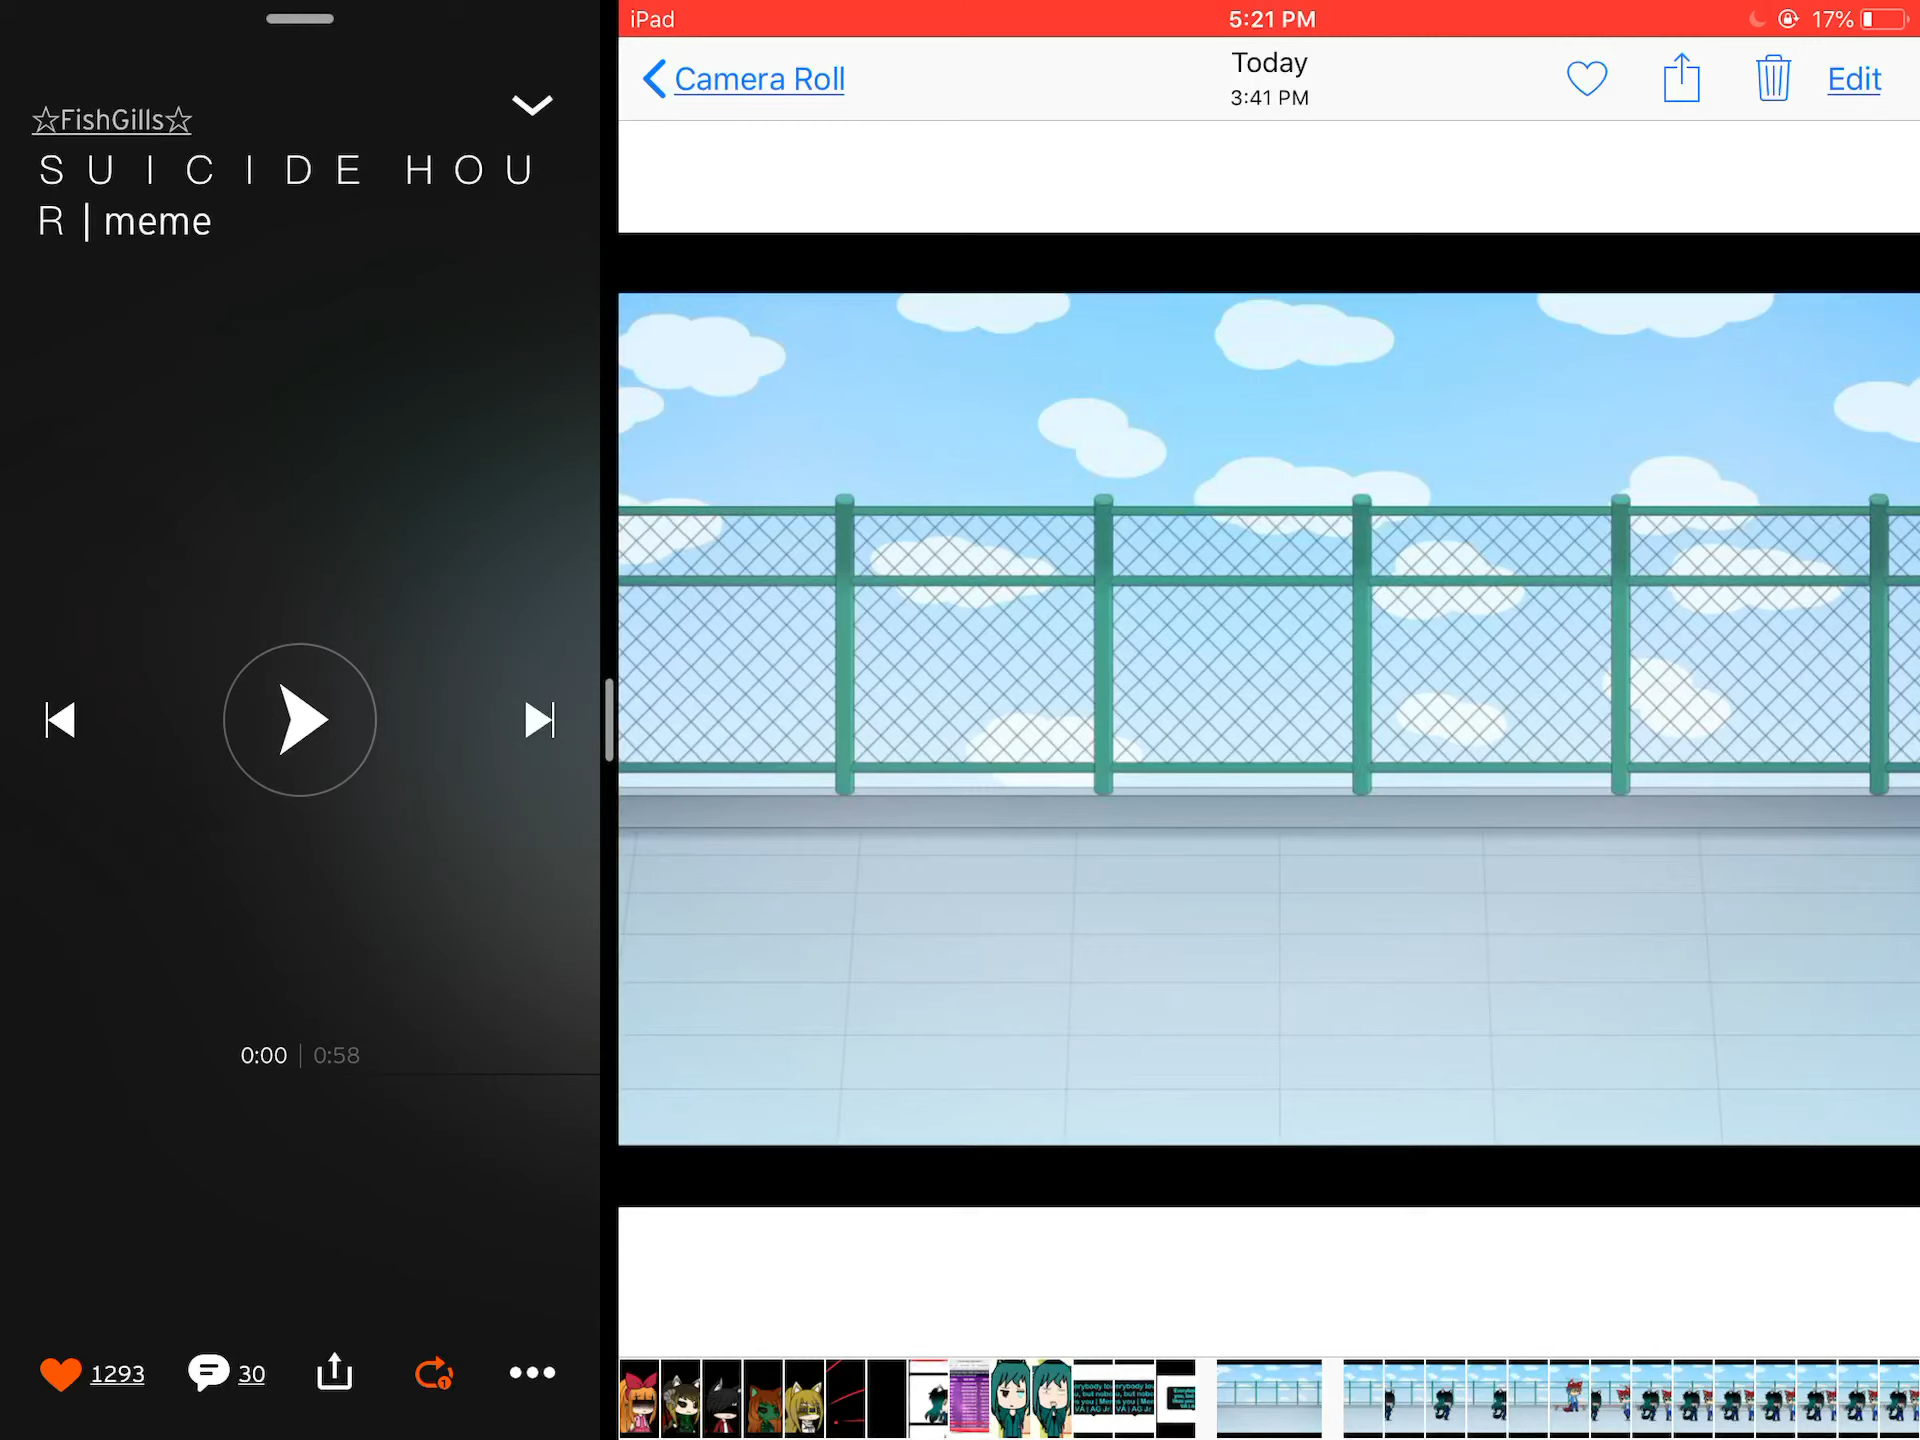 iPad
5:21 PM
17%
☆FishGills☆
S U I C I D E H O U
R | meme
Camera Roll
Today
3:41 PM
Edit
0:00 | 0:58
1293
30